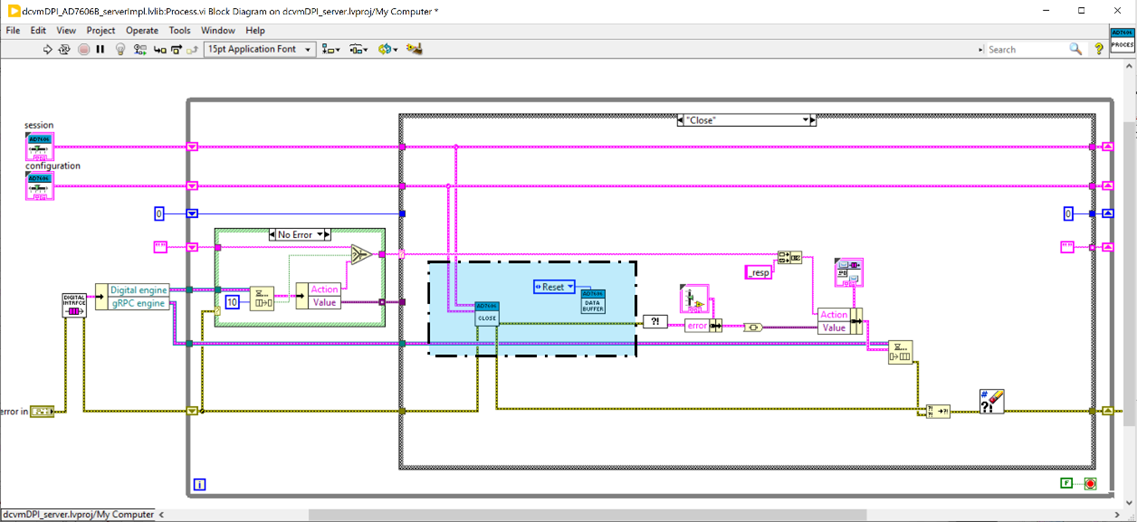 dcvmDPI_AD7606B_serverImpl.lvlib:Process.vi Block Diagram on dcvmDPI_server.lvproj/My Computer *
File Edit View Project Operate Tools Window Help
15pt Application Font
Search
AD7606
PROCES
session
AD7606
configuration
AD7606
"Close"
0
0
No Error
Digital engine
gRPC engine
DIGITAL
INTRFCE
10
Action
Value
Reset
AD7606
DATA
BUFFER
AD7606
CLOSE
?!
error
_resp
Action
Value
error in
#
?!
i
F
dcvmDPI_server.lvproj/My Computer